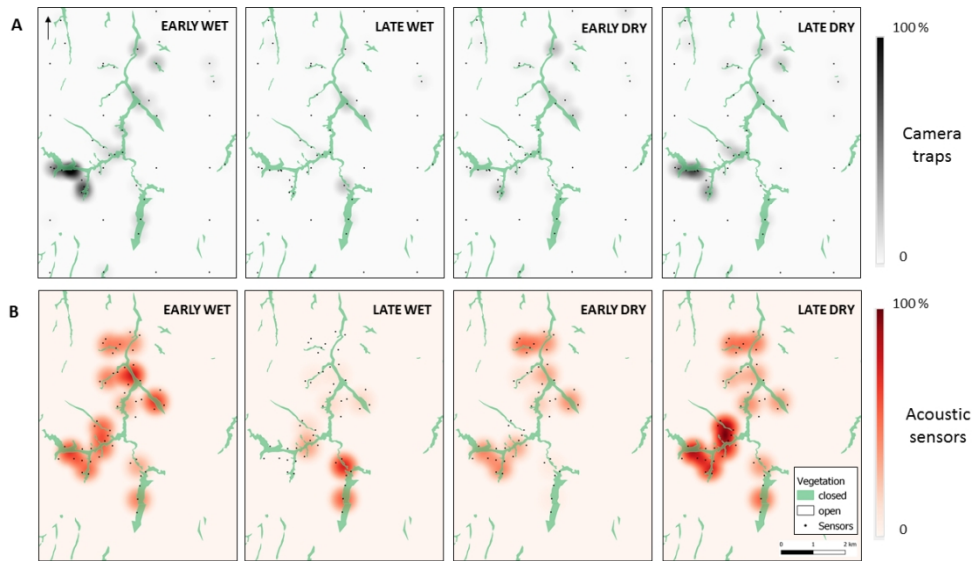 A
EARLY WET
LATE WET
EARLY DRY
LATE DRY
100 %
Camera
traps
0
B
EARLY WET
LATE WET
EARLY DRY
LATE DRY
100 %
Acoustic
sensors
0
Vegetation
closed
open
Sensors
0 1 2 km